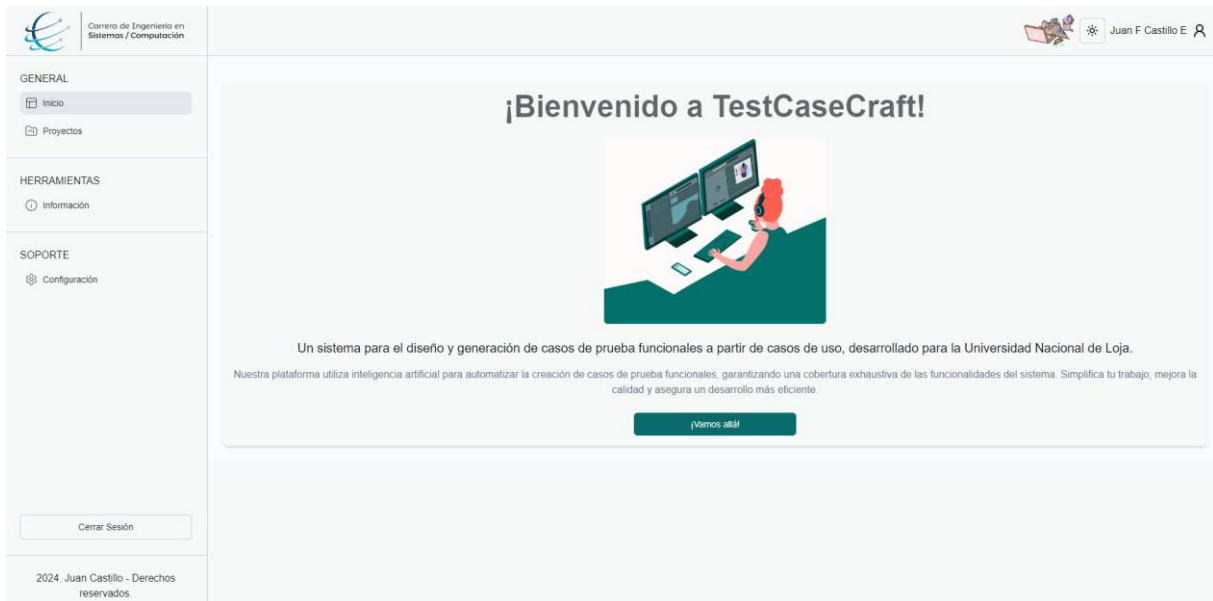 Carrera de Ingeniería en
Sistemas / Computación
Juan F Castillo E
GENERAL
Inicio
Proyectos
HERRAMIENTAS
Información
SOPORTE
Configuración
Cerrar Sesión
2024. Juan Castillo - Derechos
reservados.
¡Bienvenido a TestCaseCraft!
Un sistema para el diseño y generación de casos de prueba funcionales a partir de casos de uso, desarrollado para la Universidad Nacional de Loja.
Nuestra plataforma utiliza inteligencia artificial para automatizar la creación de casos de prueba funcionales, garantizando una cobertura exhaustiva de las funcionalidades del sistema. Simplifica tu trabajo, mejora la
calidad y asegura un desarrollo más eficiente.
¡Vamos allá!